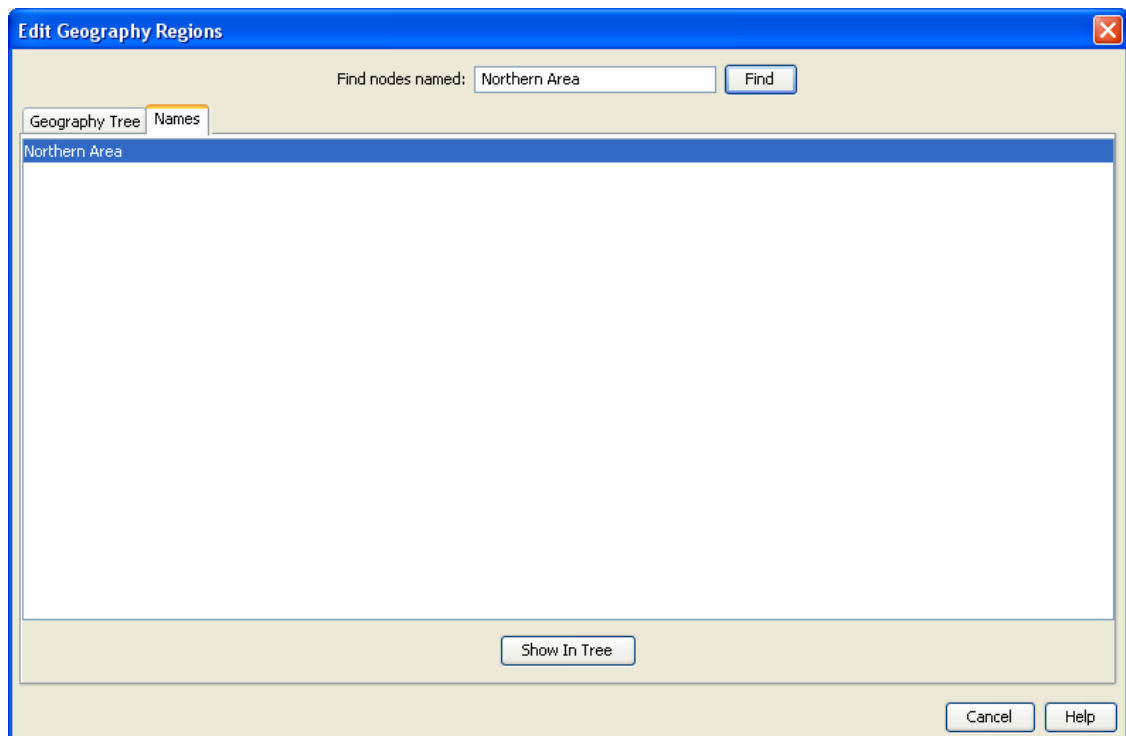 Edit Geography Regions
Find nodes named: Northern Area Find
Geography Tree Names
Northern Area
Show In Tree
Cancel Help